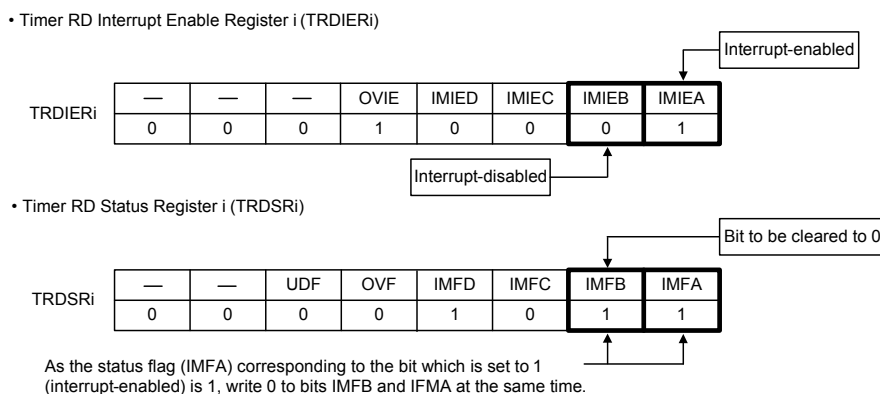 • Timer RD Interrupt Enable Register i (TRDIERi)
Interrupt-enabled
TRDIERi
— — — OVIE IMIED IMIEC IMIEB IMIEA
0 0 0 1 0 0 0 1
Interrupt-disabled
• Timer RD Status Register i (TRDSRi)
Bit to be cleared to 0
TRDSRi
— — UDF OVF IMFD IMFC IMFB IMFA
0 0 0 0 1 0 1 1
As the status flag (IMFA) corresponding to the bit which is set to 1
(interrupt-enabled) is 1, write 0 to bits IMFB and IFMA at the same time.